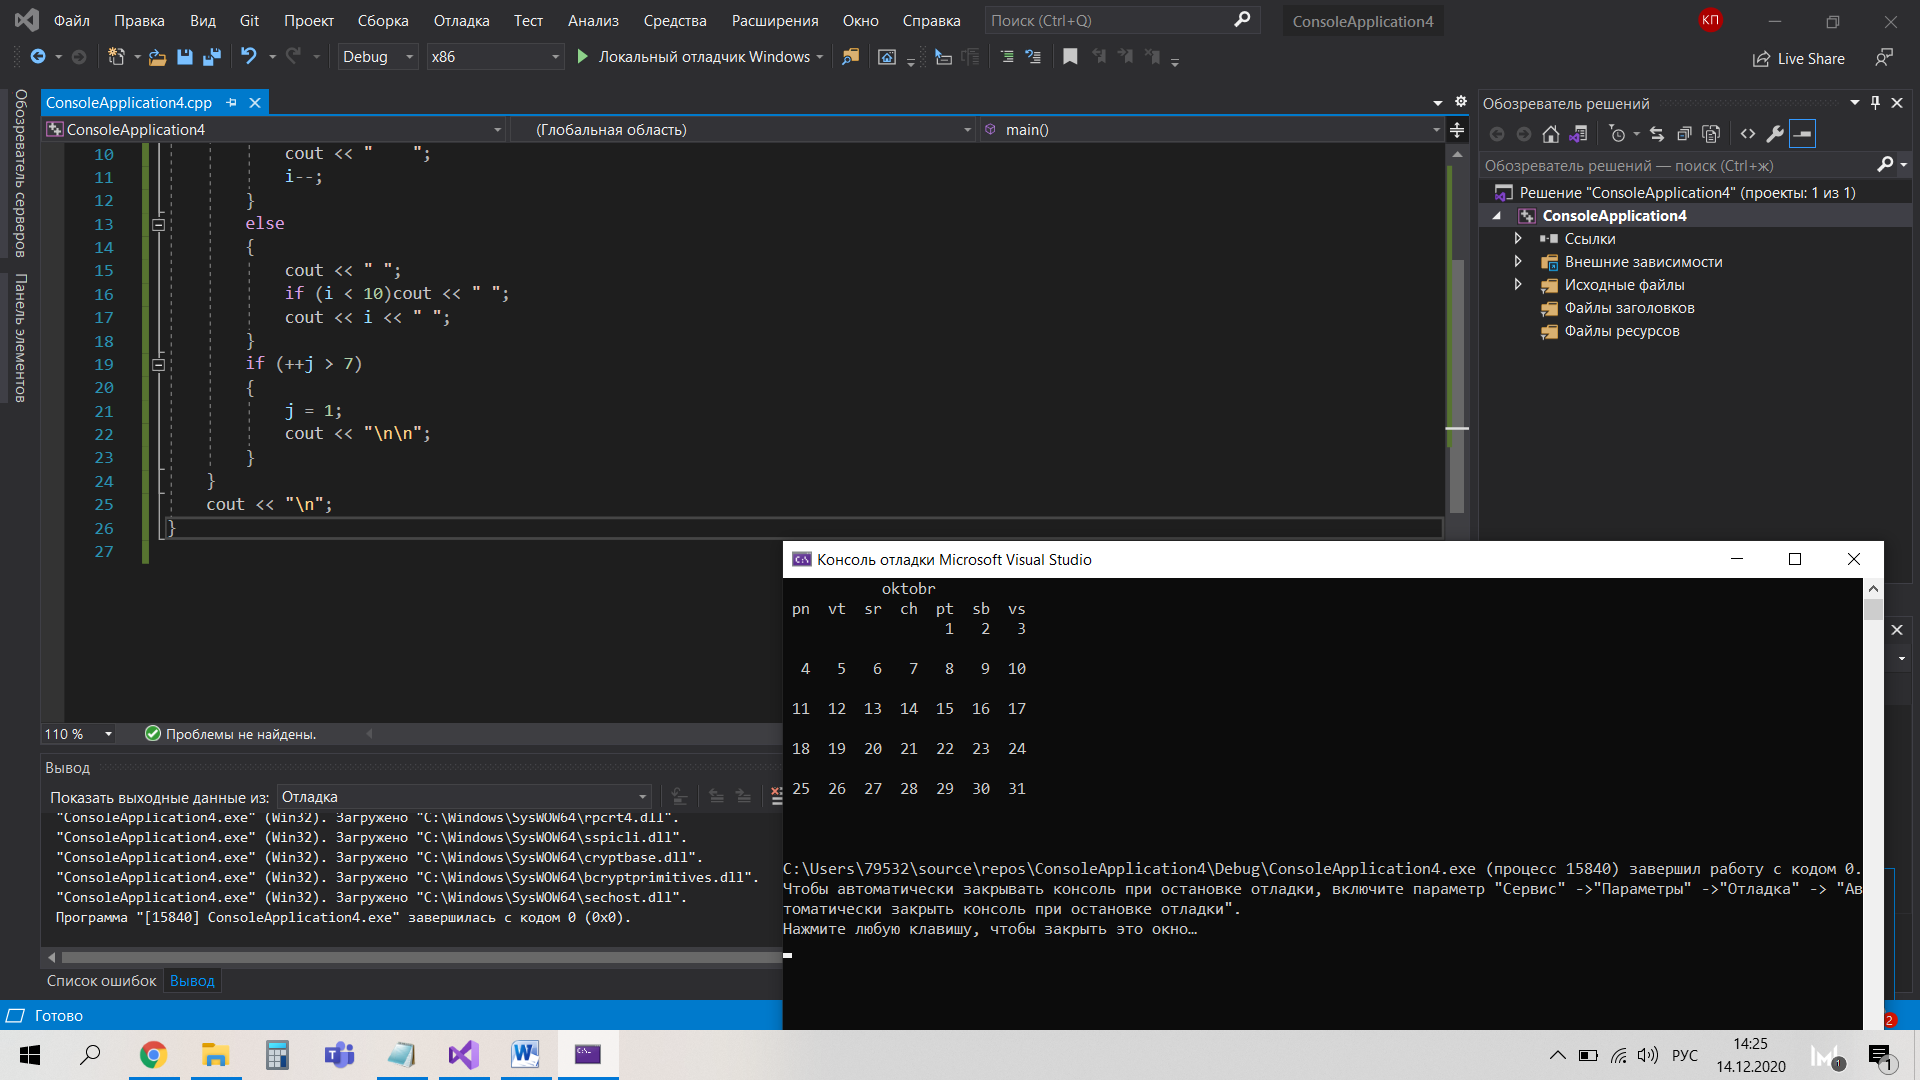 Файл Правка Вид Git Проект Сборка Отладка Тест Анализ Средства Расширения Окно Справка Поиск (Ctrl+Q) ConsoleApplication4 КП
Debug x86 Локальный отладчик Windows Live Share
Обозреватель серверов
Панель элементов
ConsoleApplication4.cpp
ConsoleApplication4 (Глобальная область) main()
10 cout << "    ";
11 i--;
12 }
13 else
14 {
15 cout << " ";
16 if (i < 10)cout << " ";
17 cout << i << " ";
18 }
19 if (++j > 7)
20 {
21 j = 1;
22 cout << "\n\n";
23 }
24 }
25 cout << "\n";
26 }
27
110 % Проблемы не найдены.
Обозреватель решений
Обозреватель решений — поиск (Ctrl+ж)
Решение "ConsoleApplication4" (проекты: 1 из 1)
ConsoleApplication4
Ссылки
Внешние зависимости
Исходные файлы
Файлы заголовков
Файлы ресурсов
Вывод
Показать выходные данные из: Отладка
"ConsoleApplication4.exe" (Win32). Загружено "C:\Windows\SysWOW64\rpcrt4.dll".
"ConsoleApplication4.exe" (Win32). Загружено "C:\Windows\SysWOW64\sspicli.dll".
"ConsoleApplication4.exe" (Win32). Загружено "C:\Windows\SysWOW64\cryptbase.dll".
"ConsoleApplication4.exe" (Win32). Загружено "C:\Windows\SysWOW64\bcryptprimitives.dll".
"ConsoleApplication4.exe" (Win32). Загружено "C:\Windows\SysWOW64\sechost.dll".
Программа "[15840] ConsoleApplication4.exe" завершилась с кодом 0 (0x0).
Список ошибок Вывод
Готово
Консоль отладки Microsoft Visual Studio
oktobr
pn vt sr ch pt sb vs
1 2 3
4 5 6 7 8 9 10
11 12 13 14 15 16 17
18 19 20 21 22 23 24
25 26 27 28 29 30 31
C:\Users\79532\source\repos\ConsoleApplication4\Debug\ConsoleApplication4.exe (процесс 15840) завершил работу с кодом 0.
Чтобы автоматически закрывать консоль при остановке отладки, включите параметр "Сервис" ->"Параметры" ->"Отладка" -> "Ав
томатически закрыть консоль при остановке отладки".
Нажмите любую клавишу, чтобы закрыть это окно…
2
РУС
14:25
14.12.2020
1
1